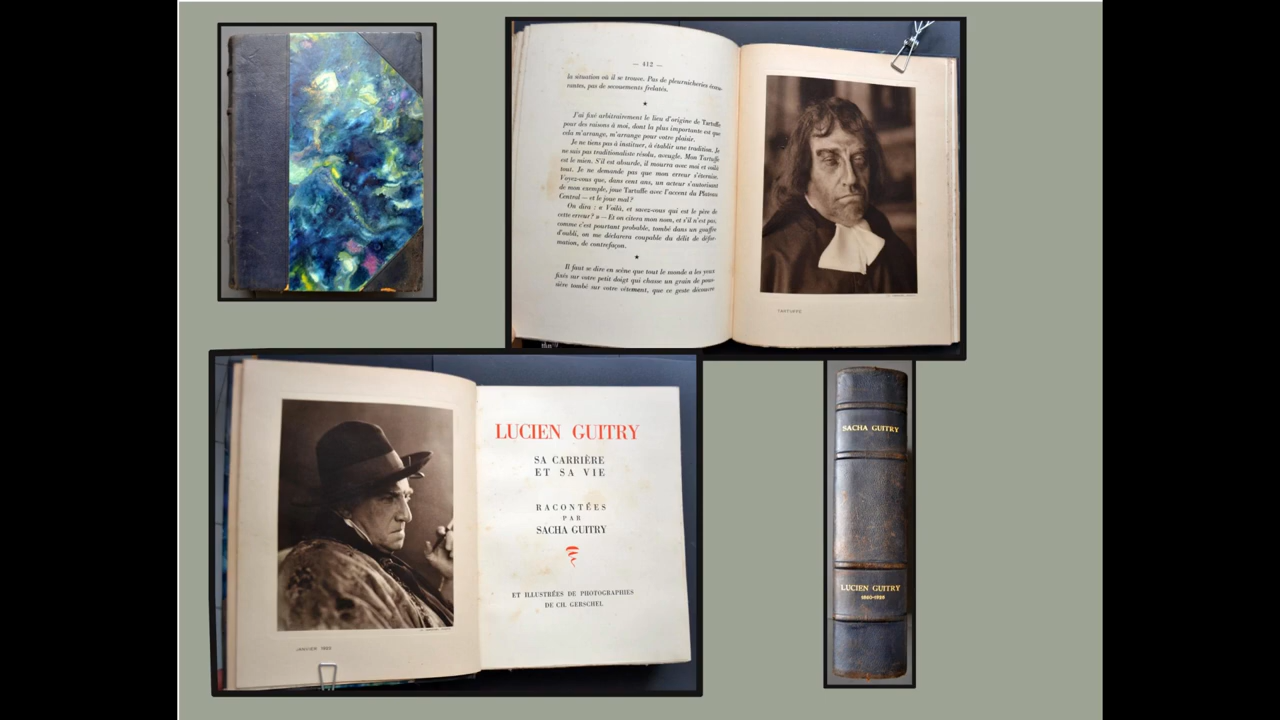 — 412 —
la situation où il se trouve. Pas de pleurnicheries écœu-
rantes, pas de secouements frelatés.
★
J'ai fixé arbitrairement le lieu d'origine de Tartuffe
pour des raisons à moi, dont la plus importante est que
cela m'arrange, m'arrange pour votre plaisir.
Je ne tiens pas à instituer, à établir une tradition. Je
ne suis pas traditionaliste résolu, aveugle. Mon Tartuffe
est le mien. S'il est absurde, il mourra avec moi et voilà
tout. Je ne demande pas que mon erreur s'éternise.
Voyez-vous que, dans cent ans, un acteur s'autorisant
de mon exemple, joue Tartuffe avec l'accent du Plateau
Central — et le joue mal ?
On dira : « Voilà, et savez-vous qui est le père de
cette erreur ? » — Et on citera mon nom, et s'il n'est pas,
comme c'est pourtant probable, tombé dans un gouffre
d'oubli, on me déclarera coupable du délit de défor-
mation, de contrefaçon.
★
Il faut se dire en scène que tout le monde a les yeux
fixés sur votre petit doigt qui chasse un grain de pous-
sière tombé sur votre vêtement, que ce geste découvre
TARTUFFE
JANVIER 1923
LUCIEN GUITRY
SA CARRIÈRE
ET SA VIE
RACONTÉES
PAR
SACHA GUITRY
ET ILLUSTRÉES DE PHOTOGRAPHIES
DE CH. GERSCHEL
SACHA GUITRY
LUCIEN GUITRY
1860-1925